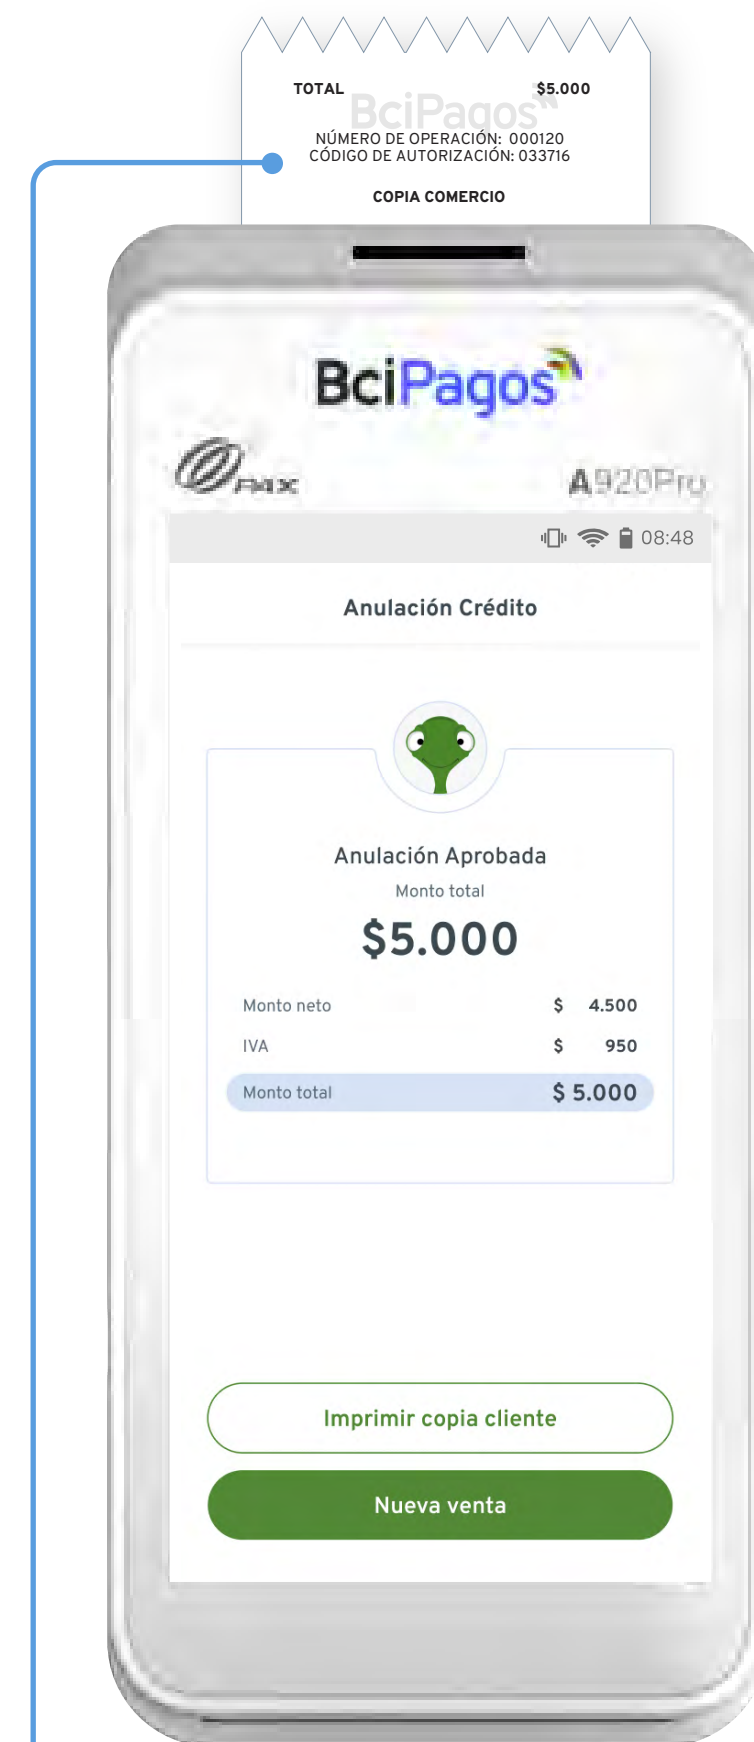 TOTAL $5.000
BciPagos
NÚMERO DE OPERACIÓN: 000120
CÓDIGO DE AUTORIZACIÓN: 033716
COPIA COMERCIO
BciPagos
PAX A920Pro
08:48
Anulación Crédito
Anulación Aprobada
Monto total
$5.000
Monto neto $ 4.500
IVA $ 950
Monto total $ 5.000
Imprimir copia cliente
Nueva venta